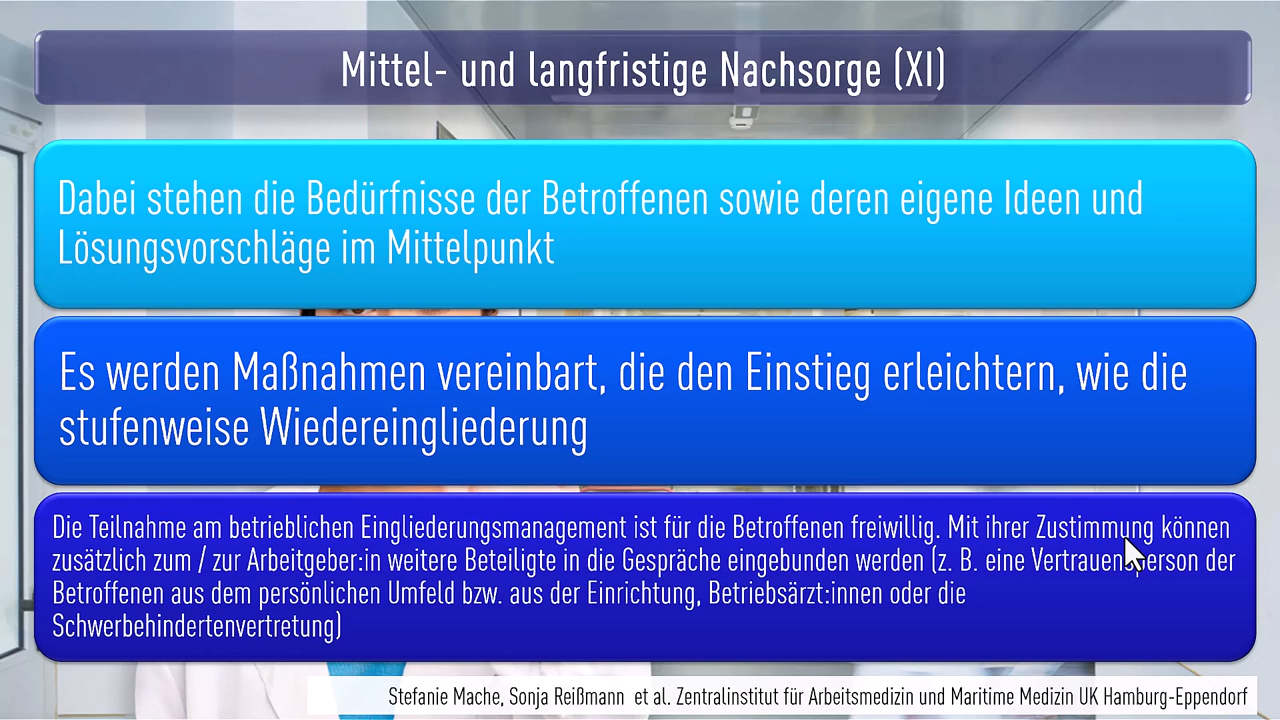 Mittel- und langfristige Nachsorge (XI)
Dabei stehen die Bedürfnisse der Betroffenen sowie deren eigene Ideen und
Lösungsvorschläge im Mittelpunkt
Es werden Maßnahmen vereinbart, die den Einstieg erleichtern, wie die
stufenweise Wiedereingliederung
Die Teilnahme am betrieblichen Eingliederungsmanagement ist für die Betroffenen freiwillig. Mit ihrer Zustimmung können
zusätzlich zum / zur Arbeitgeber:in weitere Beteiligte in die Gespräche eingebunden werden (z. B. eine Vertrauensperson der
Betroffenen aus dem persönlichen Umfeld bzw. aus der Einrichtung, Betriebsärzt:innen oder die
Schwerbehindertenvertretung)
Stefanie Mache, Sonja Reißmann et al. Zentralinstitut für Arbeitsmedizin und Maritime Medizin UK Hamburg-Eppendorf